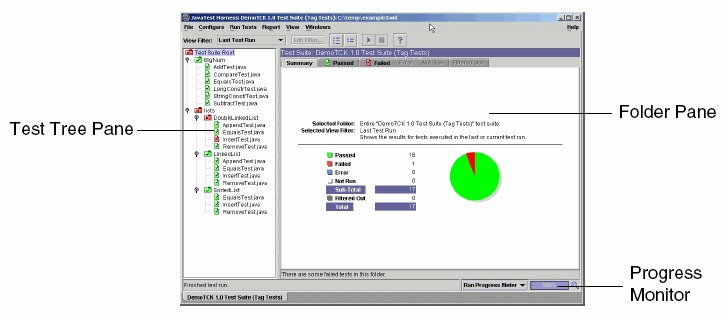 JavaTest Harness: DemoTCK 1.0 Test Suite (Tag Tests): C:\temp\example3.wd
File Configure Run Tests Report View Windows Help
View Filter: Last Test Run Edit Filter...
Test Suite Root
BigNum
AddTest.java
CompareTest.java
EqualsTest.java
LongConstrTest.java
StringConstrTest.java
SubtractTest.java
lists
DoublyLinkedList
AppendTest.java
EqualsTest.java
InsertTest.java
RemoveTest.java
LinkedList
AppendTest.java
EqualsTest.java
InsertTest.java
RemoveTest.java
SortedList
EqualsTest.java
InsertTest.java
RemoveTest.java
Test Suite: DemoTCK 1.0 Test Suite (Tag Tests)
Summary Passed Failed Error Not Run Filtered Out
Selected Folder: Entire "DemoTCK 1.0 Test Suite (Tag Tests)" test suite.
Selected View Filter: Last Test Run
Shows the results for tests executed in the last or current test run.
Passed 16
Failed 1
Error 0
Not Run 0
Sub-Total 17
Filtered Out 0
Total 17
There are some failed tests in this folder.
Finished test run. Run Progress Meter
DemoTCK 1.0 Test Suite (Tag Tests)
Test Tree Pane
Folder Pane
Progress
Monitor